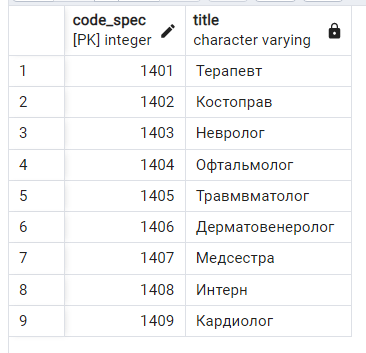 code_spec title
[PK] integer character varying
1 1401 Терапевт
2 1402 Костоправ
3 1403 Невролог
4 1404 Офтальмолог
5 1405 Травмвматолог
6 1406 Дерматовенеролог
7 1407 Медсестра
8 1408 Интерн
9 1409 Кардиолог